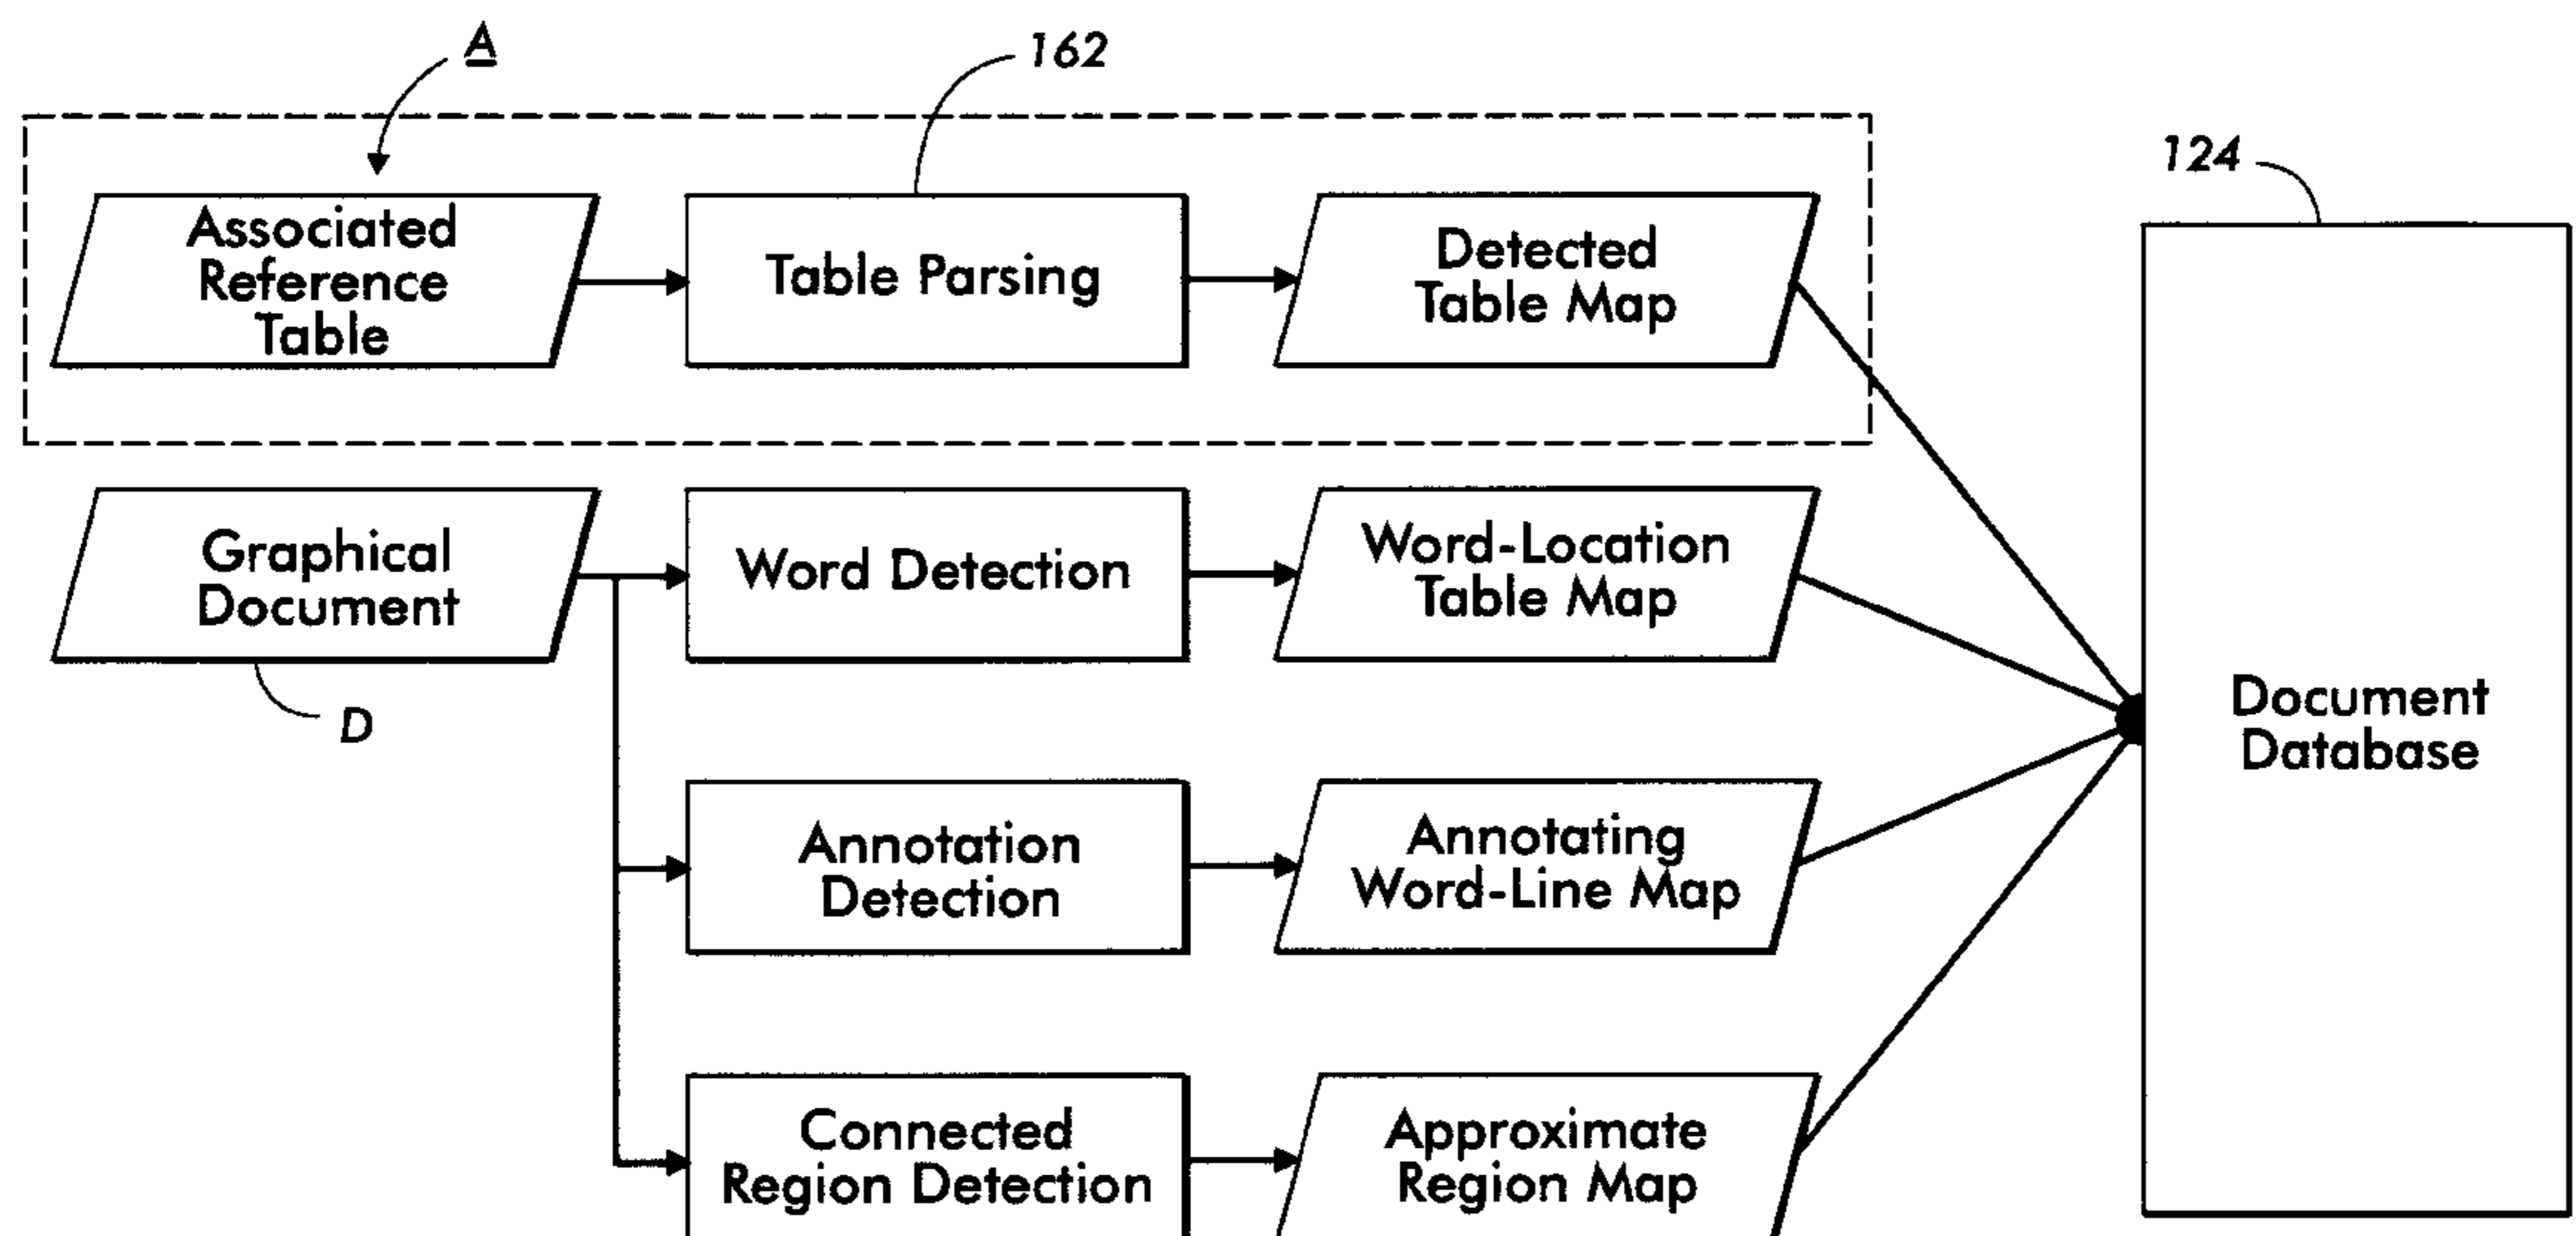 A
162
124
Associated
Reference
Table
Table Parsing
Detected
Table Map
Graphical
Document
D
Word Detection
Word-Location
Table Map
Annotation
Detection
Annotating
Word-Line Map
Connected
Region Detection
Approximate
Region Map
Document
Database